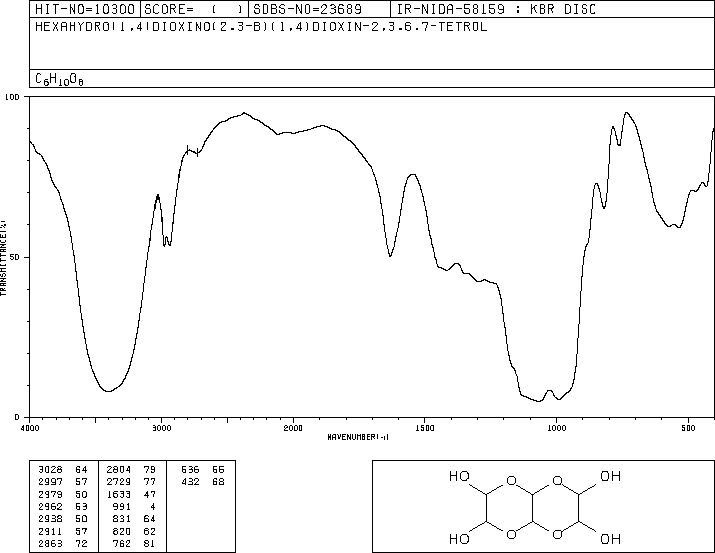 HIT-NO=10300 SCORE= ( ) SDBS-NO=23689 IR-NIDA-58159 : KBR DISC
HEXAHYDRO(1,4)DIOXINO(2,3-B)(1,4)DIOXIN-2,3,6,7-TETROL
C6H10O8
100
50
0
TRANSMITTANCE(%)
4000 3000 2000 1500 1000 500
WAVENUMBER(-1)
3028 64 2804 79 536 55
2997 57 2729 77 432 68
2979 50 1633 47
2962 53 991 4
2938 50 831 64
2911 57 820 62
2863 72 762 81
HO O O OH
HO O O OH